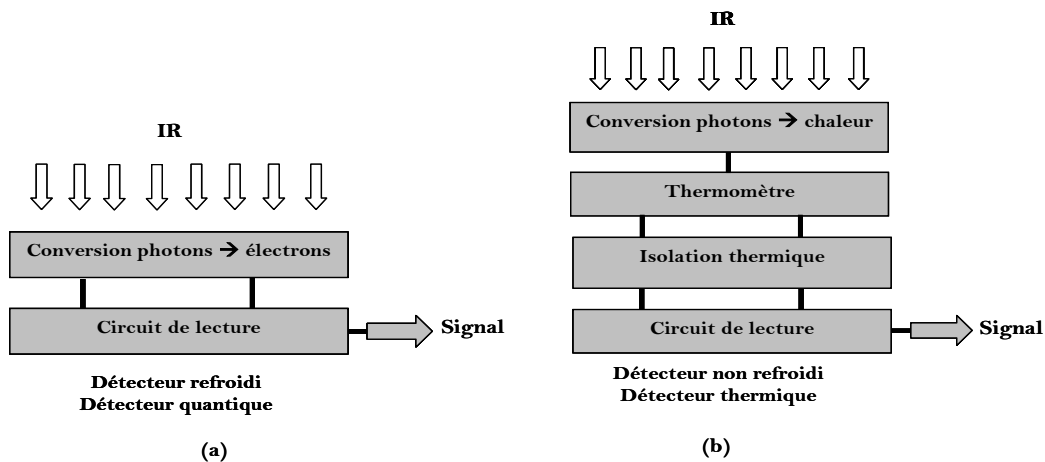 IR
Conversion photons → électrons
Circuit de lecture
Signal
Détecteur refroidi
Détecteur quantique
(a)
IR
Conversion photons → chaleur
Thermomètre
Isolation thermique
Circuit de lecture
Signal
Détecteur non refroidi
Détecteur thermique
(b)